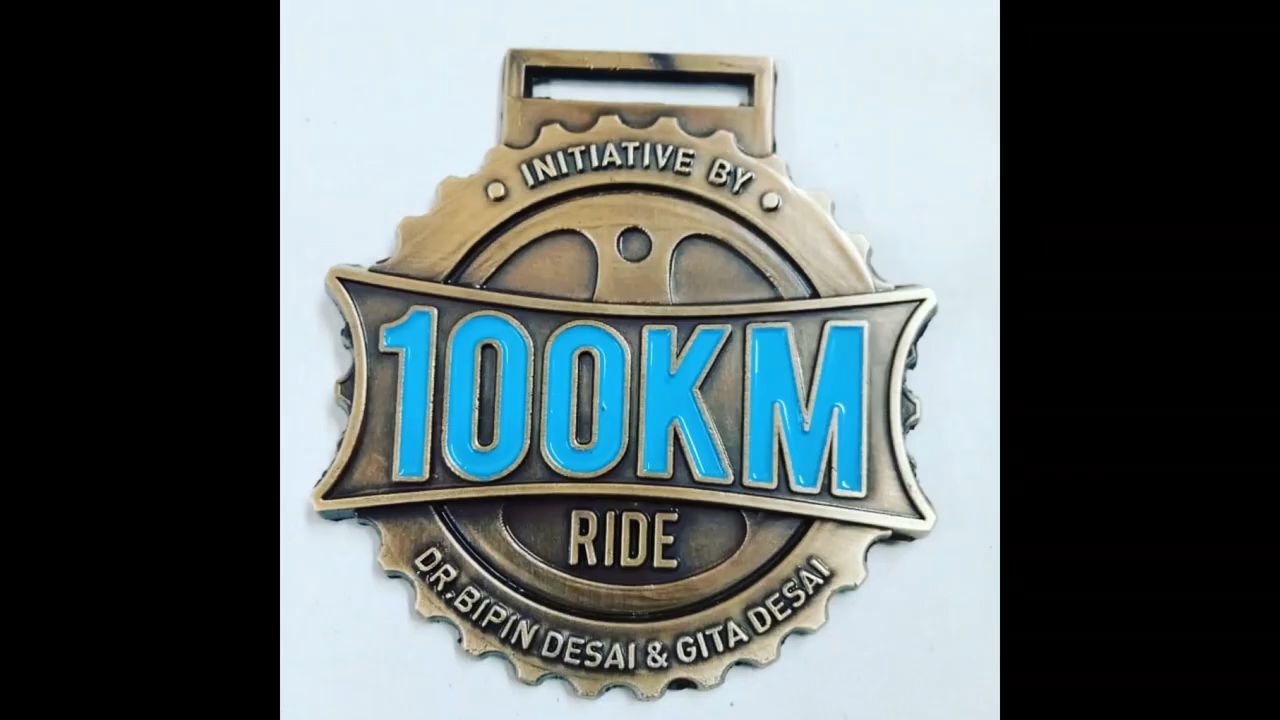 INITIATIVE BY
100KM
RIDE
DR. BIPIN DESAI & GITA DESAI